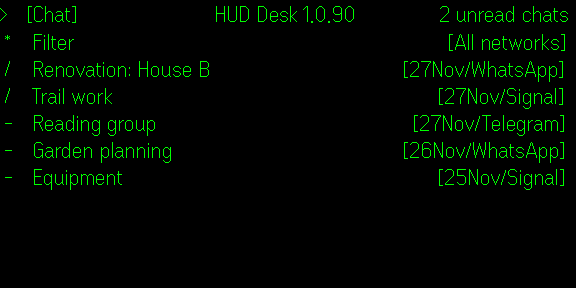 > [Chat] HUD Desk 1.0.90 2 unread chats
* Filter [All networks]
/ Renovation: House B [27Nov/WhatsApp]
/ Trail work [27Nov/Signal]
- Reading group [27Nov/Telegram]
- Garden planning [26Nov/WhatsApp]
- Equipment [25Nov/Signal]